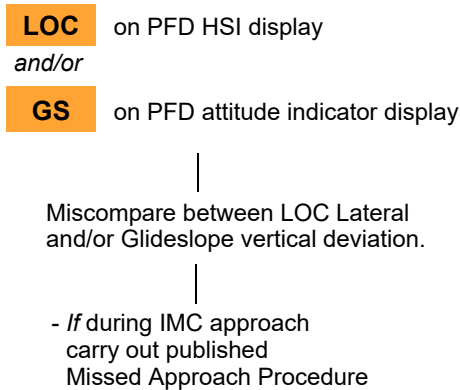 LOC on PFD HSI display
and/or
GS on PFD attitude indicator display
Miscompare between LOC Lateral
and/or Glideslope vertical deviation.
- If during IMC approach
carry out published
Missed Approach Procedure